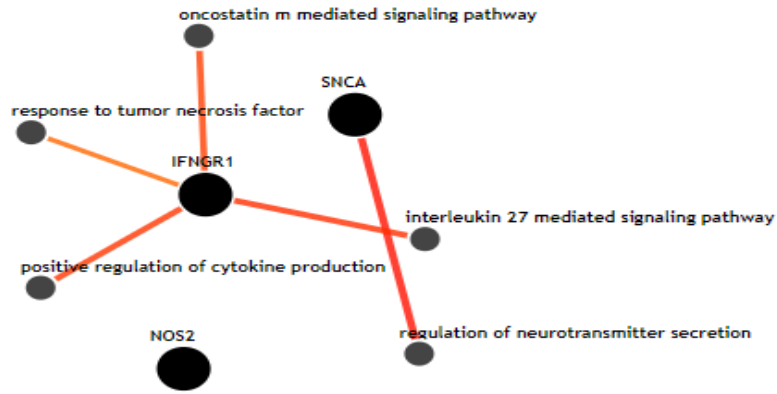 oncostatin m mediated signaling pathway
SNCA
response to tumor necrosis factor
IFNGR1
interleukin 27 mediated signaling pathway
positive regulation of cytokine production
NOS2
regulation of neurotransmitter secretion